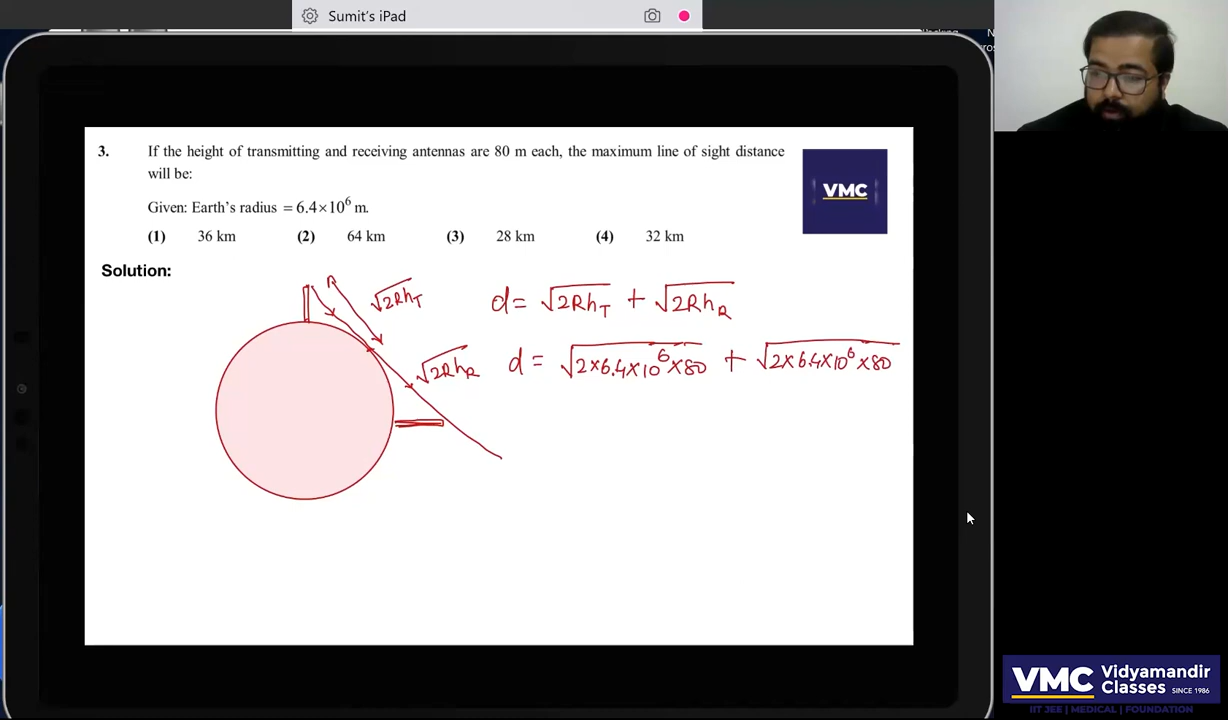 Sumit's iPad
3. If the height of transmitting and receiving antennas are 80 m each, the maximum line of sight distance
will be:
Given: Earth's radius = 6.4×10⁶ m.
(1) 36 km (2) 64 km (3) 28 km (4) 32 km
VMC
Solution:
√2Rh_T
d = √2Rh_T + √2Rh_R
√2Rh_R
d = √2×6.4×10⁶×80 + √2×6.4×10⁶×80
VMC Vidyamandir
Classes SINCE 1986
IIT JEE | MEDICAL | FOUNDATION